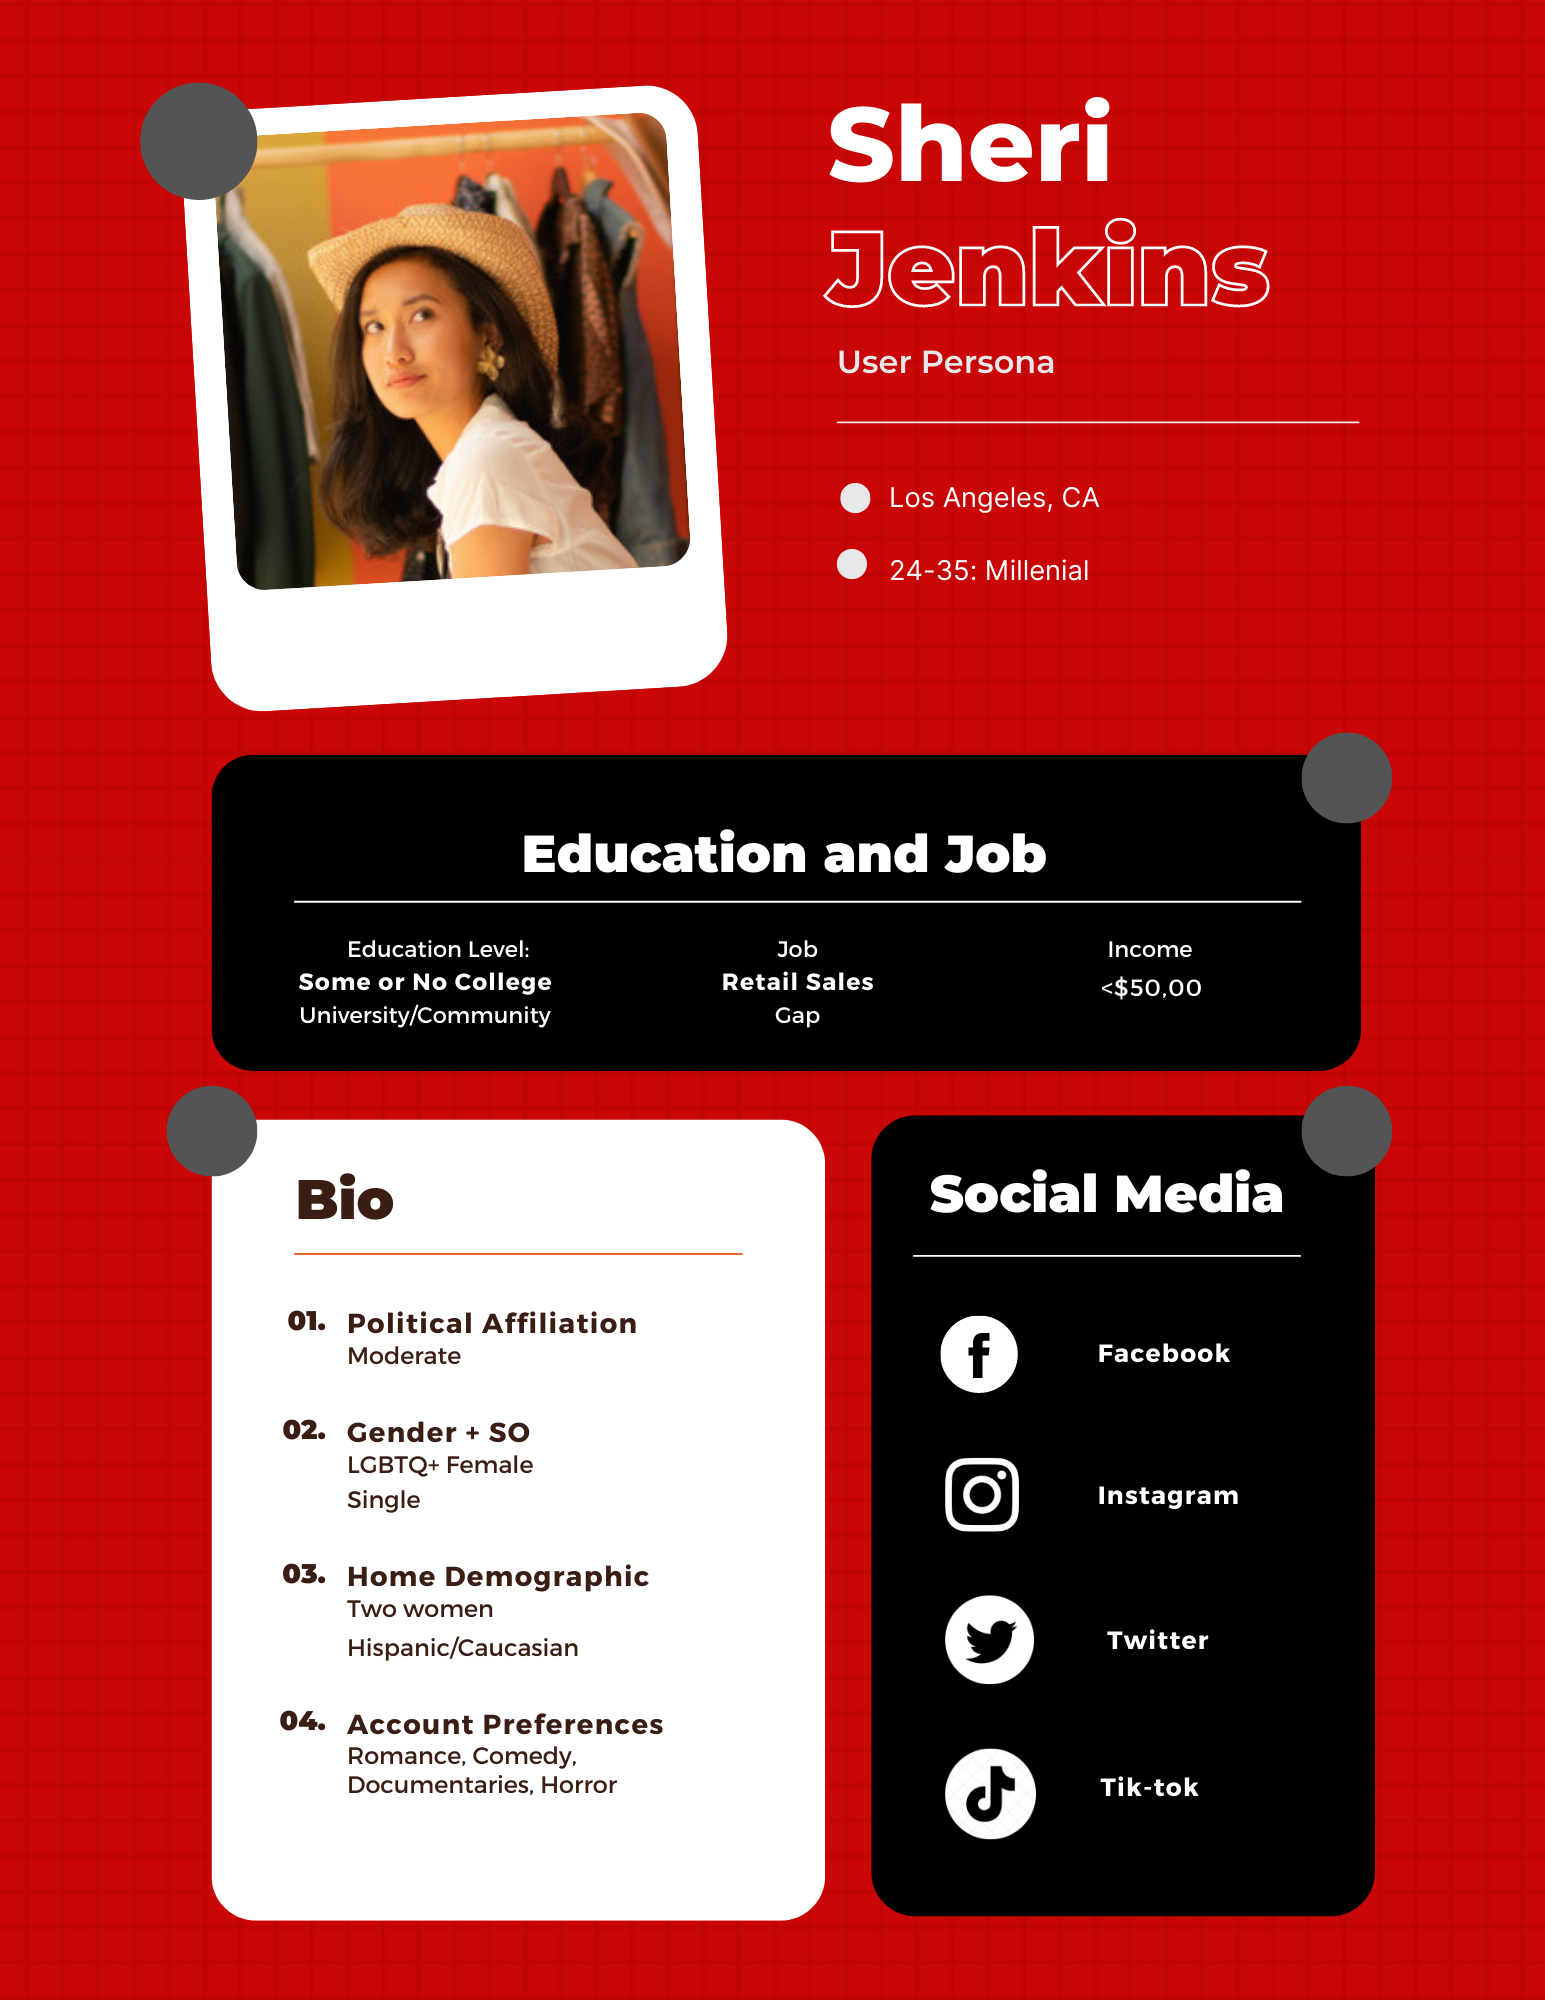 Sheri
Jenkins
User Persona
Los Angeles, CA
24-35: Millenial
Education and Job
Education Level:
Some or No College
University/Community
Job
Retail Sales
Gap
Income
<$50,00
Bio
01. Political Affiliation
Moderate
02. Gender + SO
LGBTQ+ Female
Single
03. Home Demographic
Two women
Hispanic/Caucasian
04. Account Preferences
Romance, Comedy,
Documentaries, Horror
Social Media
Facebook
Instagram
Twitter
Tik-tok